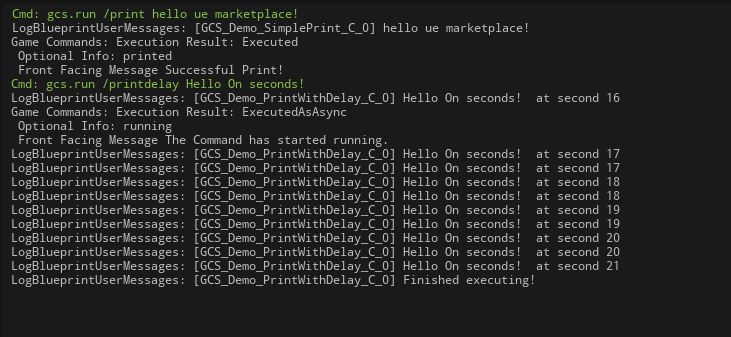 Cmd: gcs.run /print hello ue marketplace!
LogBlueprintUserMessages: [GCS_Demo_SimplePrint_C_0] hello ue marketplace!
Game Commands: Execution Result: Executed
 Optional Info: printed
 Front Facing Message Successful Print!
Cmd: gcs.run /printdelay Hello On seconds!
LogBlueprintUserMessages: [GCS_Demo_PrintWithDelay_C_0] Hello On seconds!  at second 16
Game Commands: Execution Result: ExecutedAsAsync
 Optional Info: running
 Front Facing Message The Command has started running.
LogBlueprintUserMessages: [GCS_Demo_PrintWithDelay_C_0] Hello On seconds!  at second 17
LogBlueprintUserMessages: [GCS_Demo_PrintWithDelay_C_0] Hello On seconds!  at second 17
LogBlueprintUserMessages: [GCS_Demo_PrintWithDelay_C_0] Hello On seconds!  at second 18
LogBlueprintUserMessages: [GCS_Demo_PrintWithDelay_C_0] Hello On seconds!  at second 18
LogBlueprintUserMessages: [GCS_Demo_PrintWithDelay_C_0] Hello On seconds!  at second 19
LogBlueprintUserMessages: [GCS_Demo_PrintWithDelay_C_0] Hello On seconds!  at second 19
LogBlueprintUserMessages: [GCS_Demo_PrintWithDelay_C_0] Hello On seconds!  at second 20
LogBlueprintUserMessages: [GCS_Demo_PrintWithDelay_C_0] Hello On seconds!  at second 20
LogBlueprintUserMessages: [GCS_Demo_PrintWithDelay_C_0] Hello On seconds!  at second 21
LogBlueprintUserMessages: [GCS_Demo_PrintWithDelay_C_0] Finished executing!